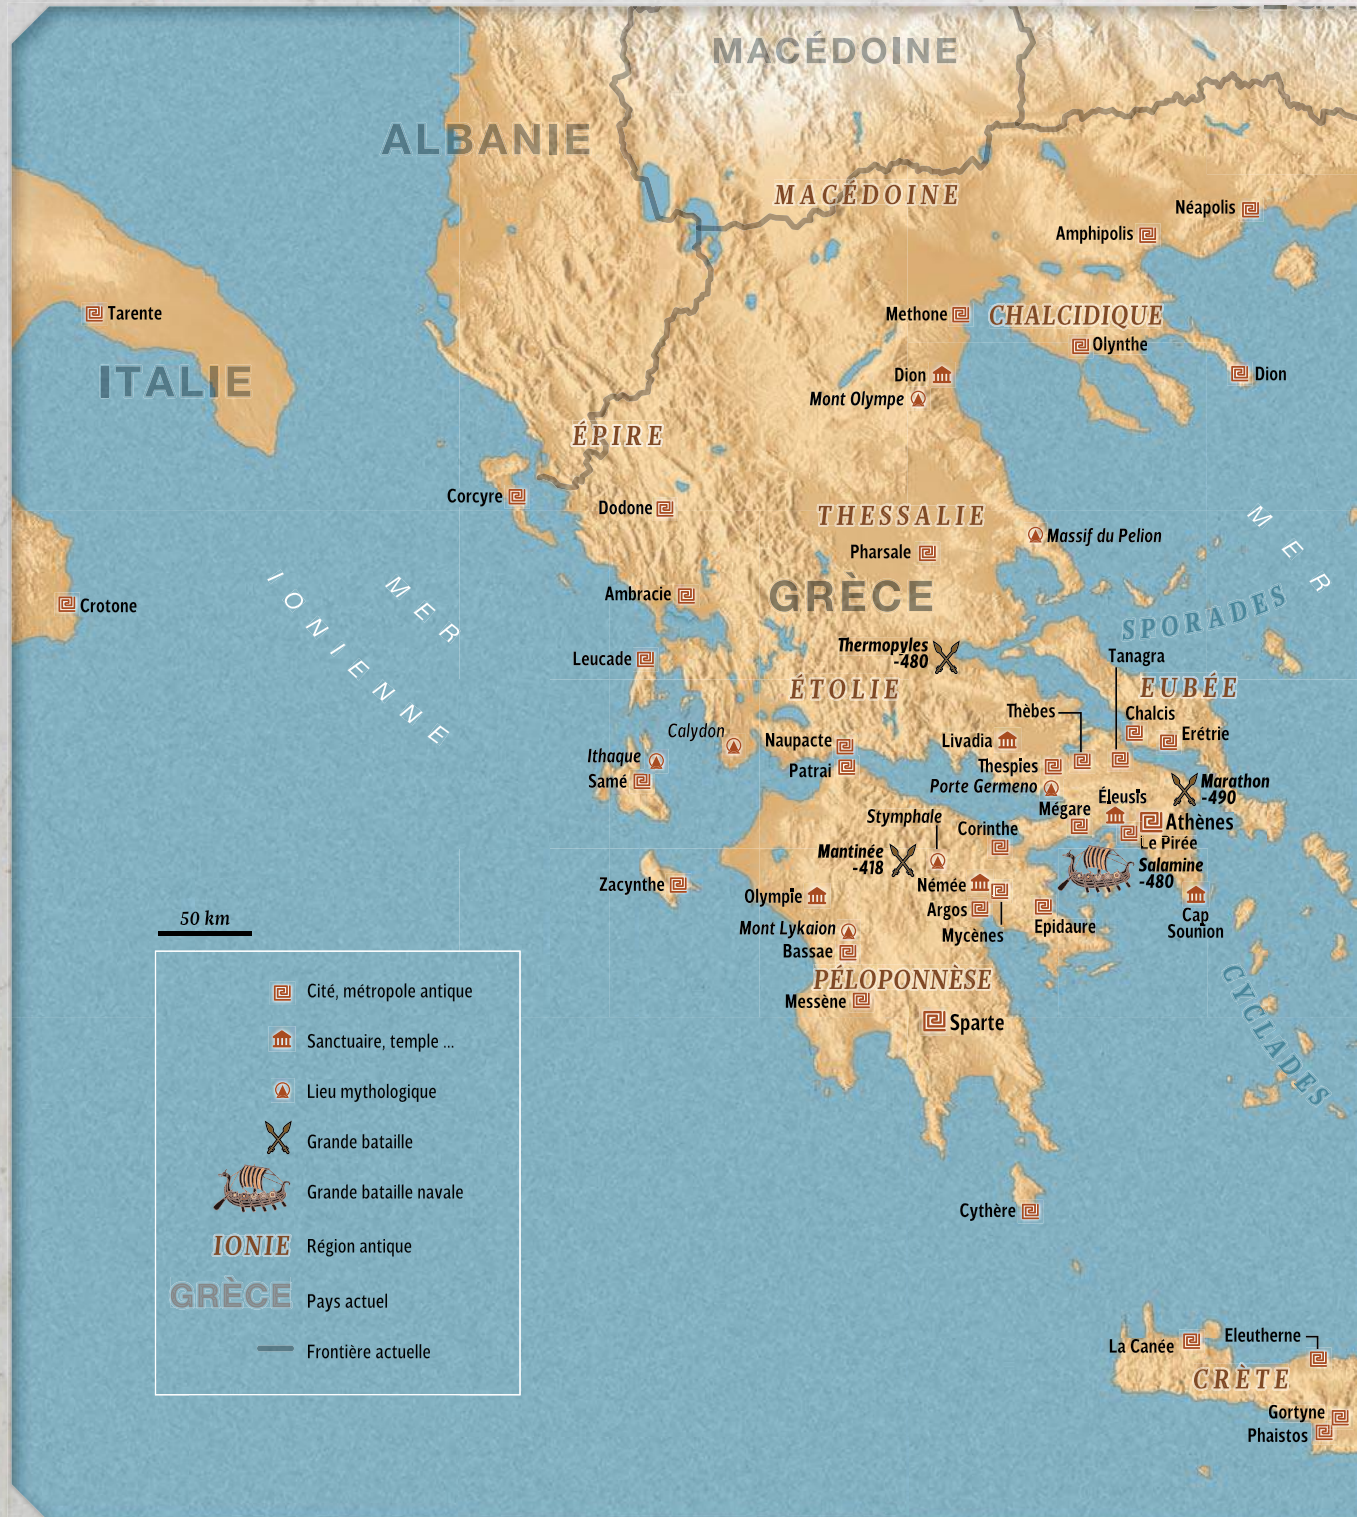 MACÉDOINE
ALBANIE
MACÉDOINE
Néapolis
Amphipolis
Tarente
Methone
CHALCIDIQUE
Olynthe
ITALIE
Dion
Dion
Mont Olympe
ÉPIRE
Corcyre
Dodone
THESSALIE
MER
Massif du Pelion
Pharsale
GRÈCE
Ambracie
Crotone
MER
IONIENNE
SPORADES
Thermopyles
-480
Tanagra
Leucade
ÉTOLIE
EUBÉE
Thèbes
Chalcis
Calydon
Naupacte
Livadia
Erétrie
Ithaque
Patrai
Thespies
Samé
Porte Germeno
Marathon
-490
Éleusis
Mégare
Stymphale
Corinthe
Athènes
Le Pirée
Mantinée
-418
Salamine
-480
Zacynthe
Némée
Olympie
Argos
Cap
Sounion
Mont Lykaion
Mycènes
Epidaure
Bassae
PÉLOPONNÈSE
Messène
Sparte
CYCLADES
50 km
Cité, métropole antique
Sanctuaire, temple ...
Lieu mythologique
Grande bataille
Grande bataille navale
IONIE Région antique
GRÈCE Pays actuel
Frontière actuelle
Cythère
La Canée
Eleutherne
CRÈTE
Gortyne
Phaistos